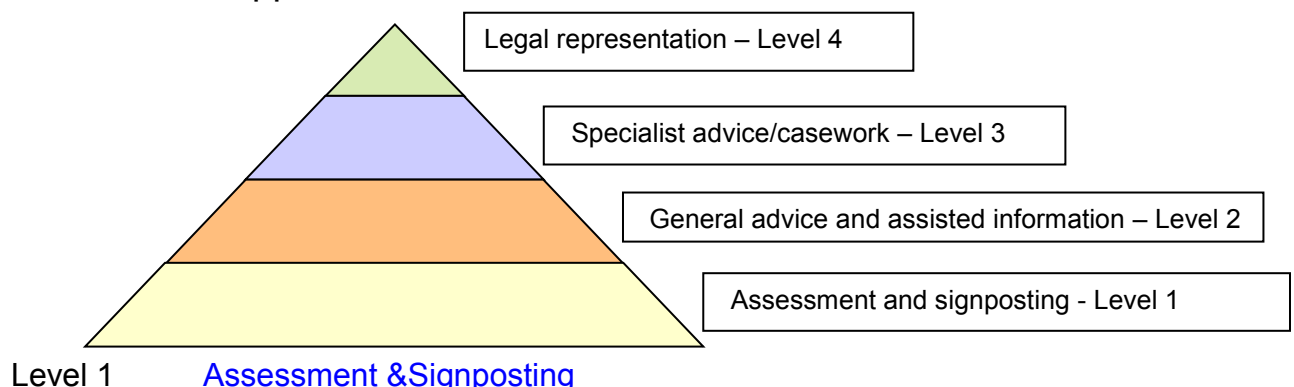 Legal representation – Level 4
Specialist advice/casework – Level 3
General advice and assisted information – Level 2
Assessment and signposting - Level 1
Level 1 Assessment &Signposting